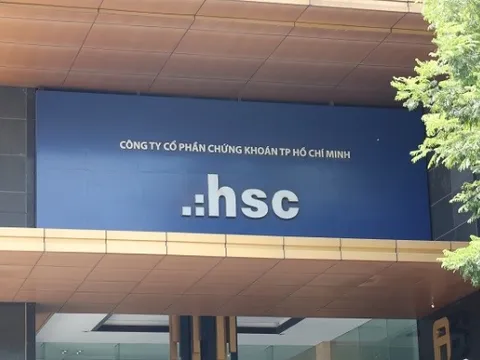 CÔNG TY CỔ PHẦN CHỨNG KHOÁN TP HỒ CHÍ MINH
.:hsc